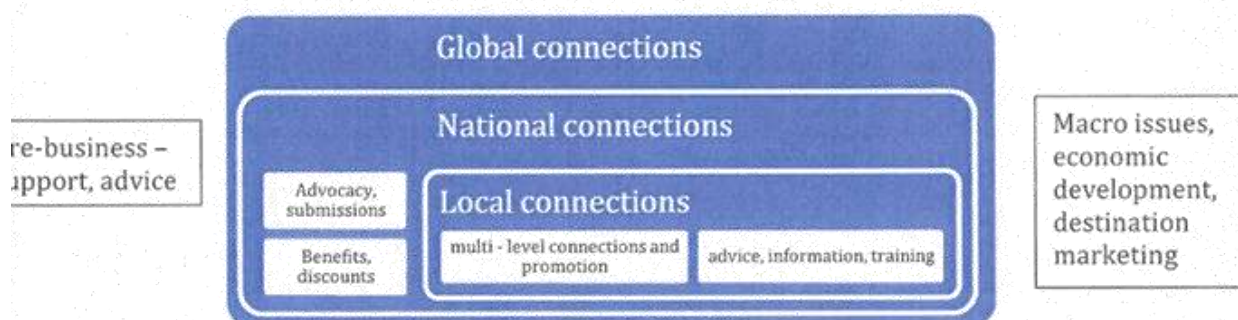 Global connections
National connections
re-business –
upport, advice
Advocacy,
submissions
Benefits,
discounts
Local connections
multi - level connections and
promotion
advice, information, training
Macro issues,
economic
development,
destination
marketing